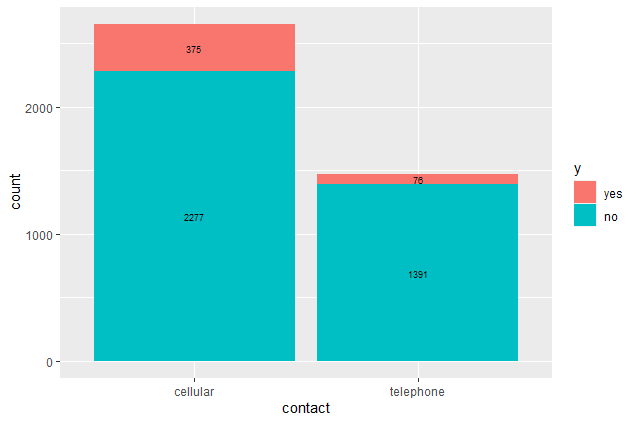 375
2277
76
1391
2000
1000
0
count
cellular
telephone
contact
y
yes
no